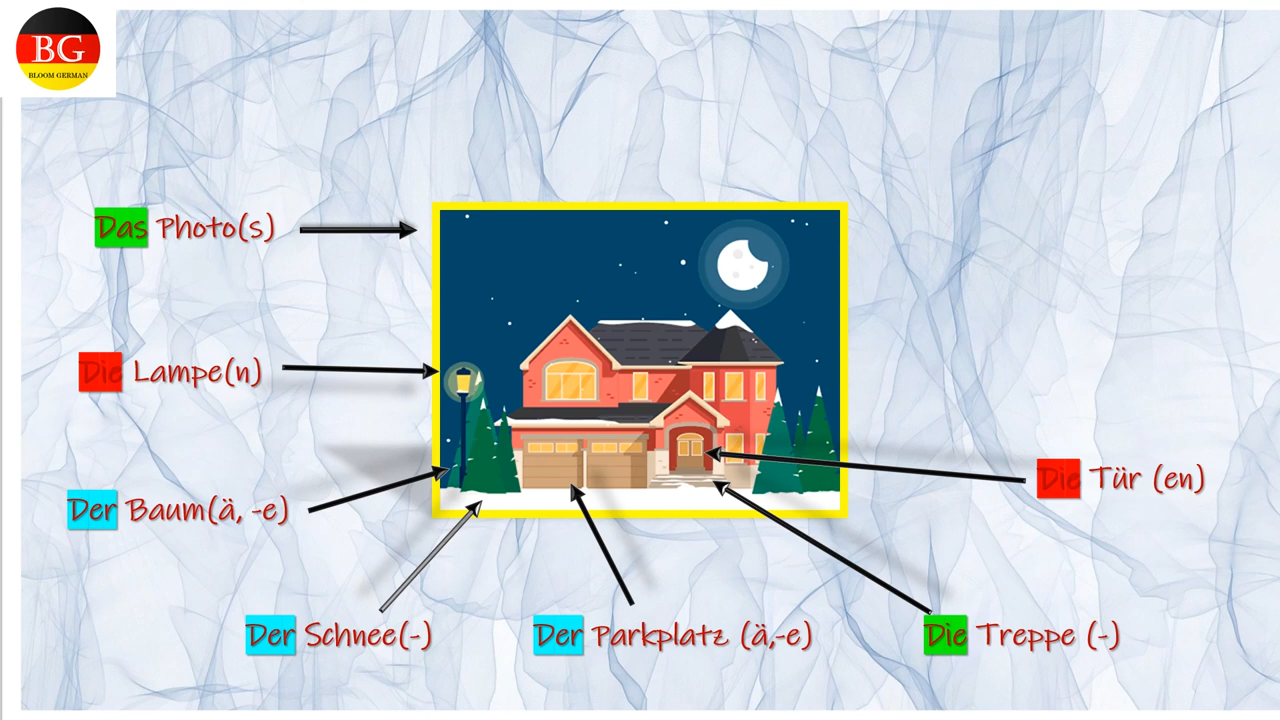 BG
BLOOM GERMAN
Das Photo(s)
Die Lampe(n)
Der Baum(ä, -e)
Die Tür (en)
Der Schnee(-)
Der Parkplatz (ä,-e)
Die Treppe (-)